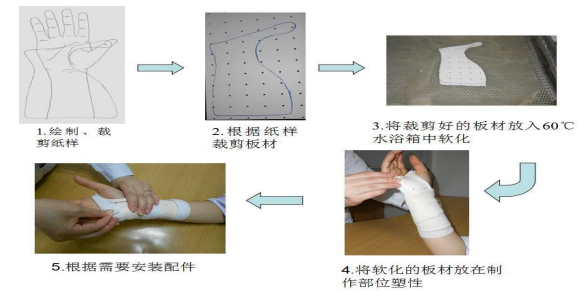 1.绘制、裁
剪纸样
2.根据纸样
裁剪板材
3.将裁剪好的板材放入60℃
水浴箱中软化
4.将软化的板材放在制
作部位塑性
5.根据需要安装配件